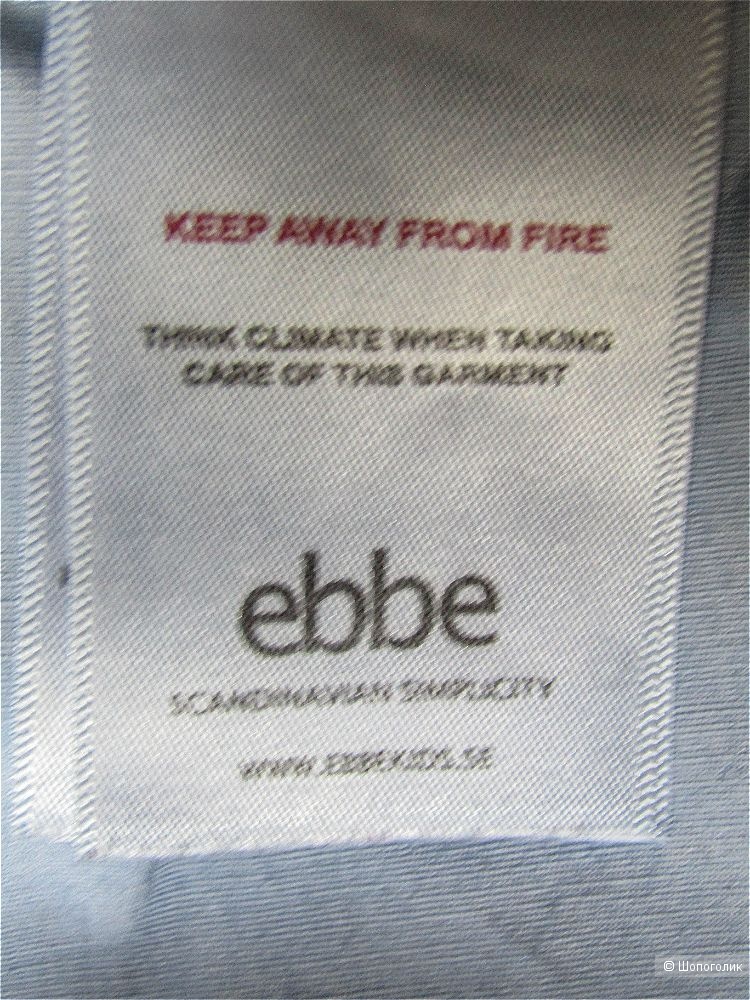 KEEP AWAY FROM FIRE
THINK CLIMATE WHEN TAKING
CARE OF THIS GARMENT
ebbe
SCANDINAVIAN SIMPLICITY
WWW.EBBEKIDS.SE
© Шопоголик